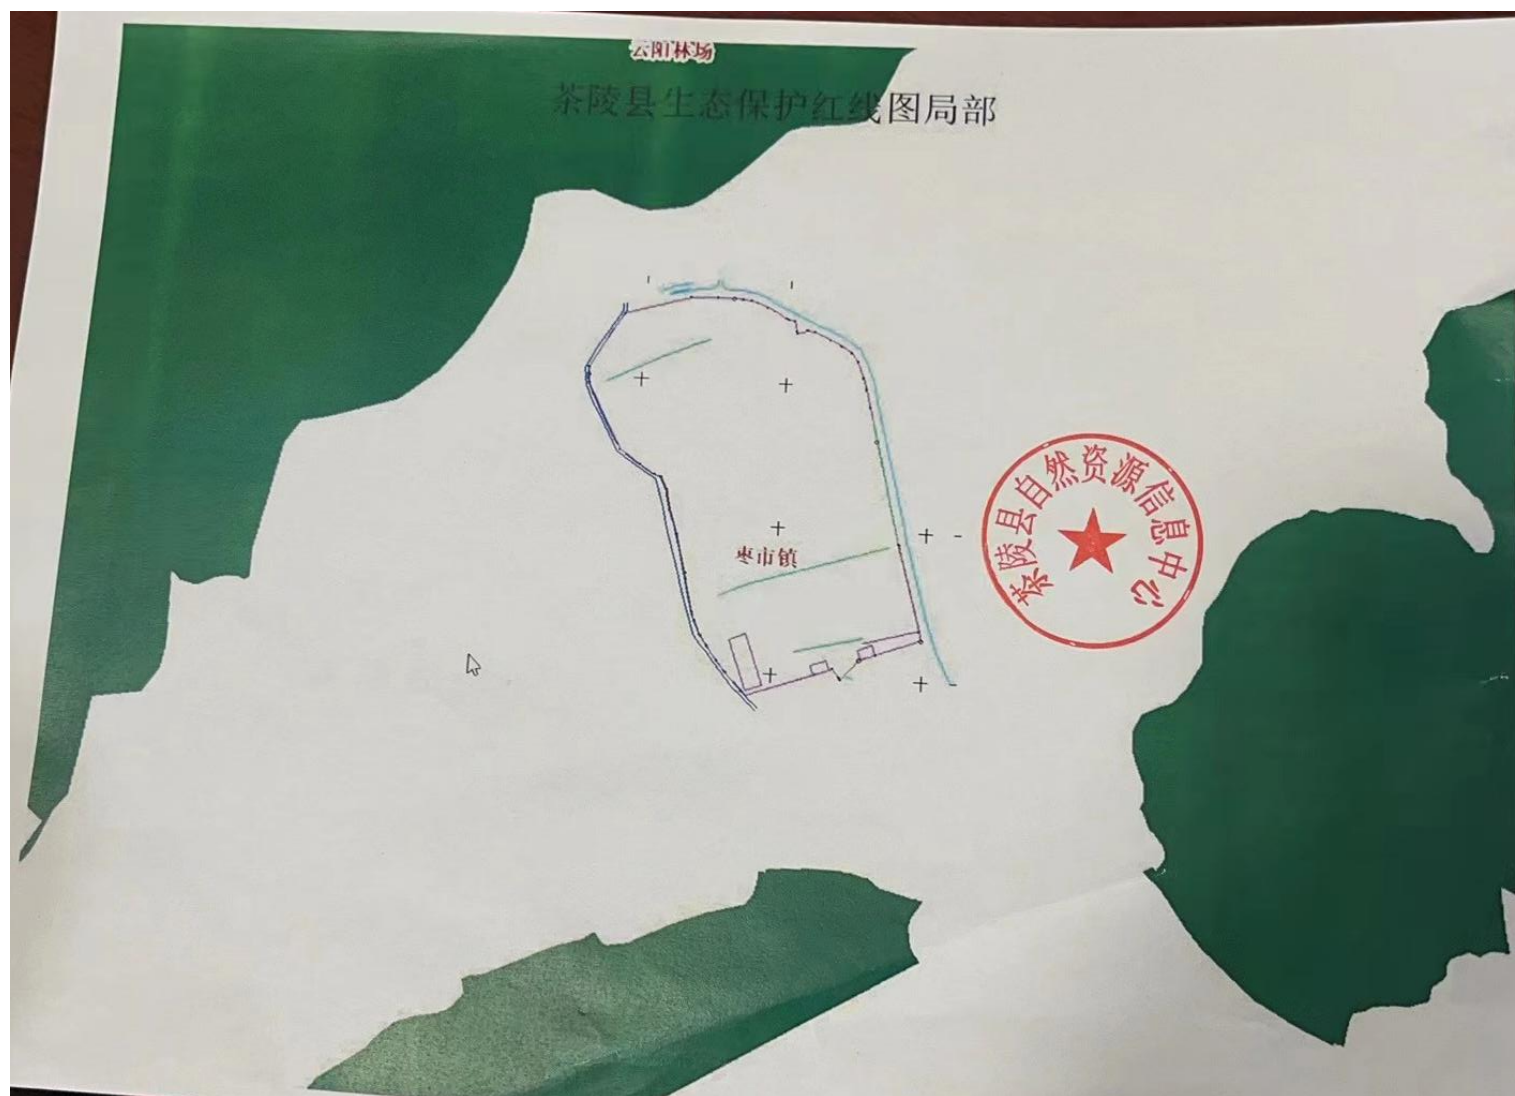 云阳林场
茶陵县生态保护红线图局部
枣市镇
茶陵县自然资源信息中心